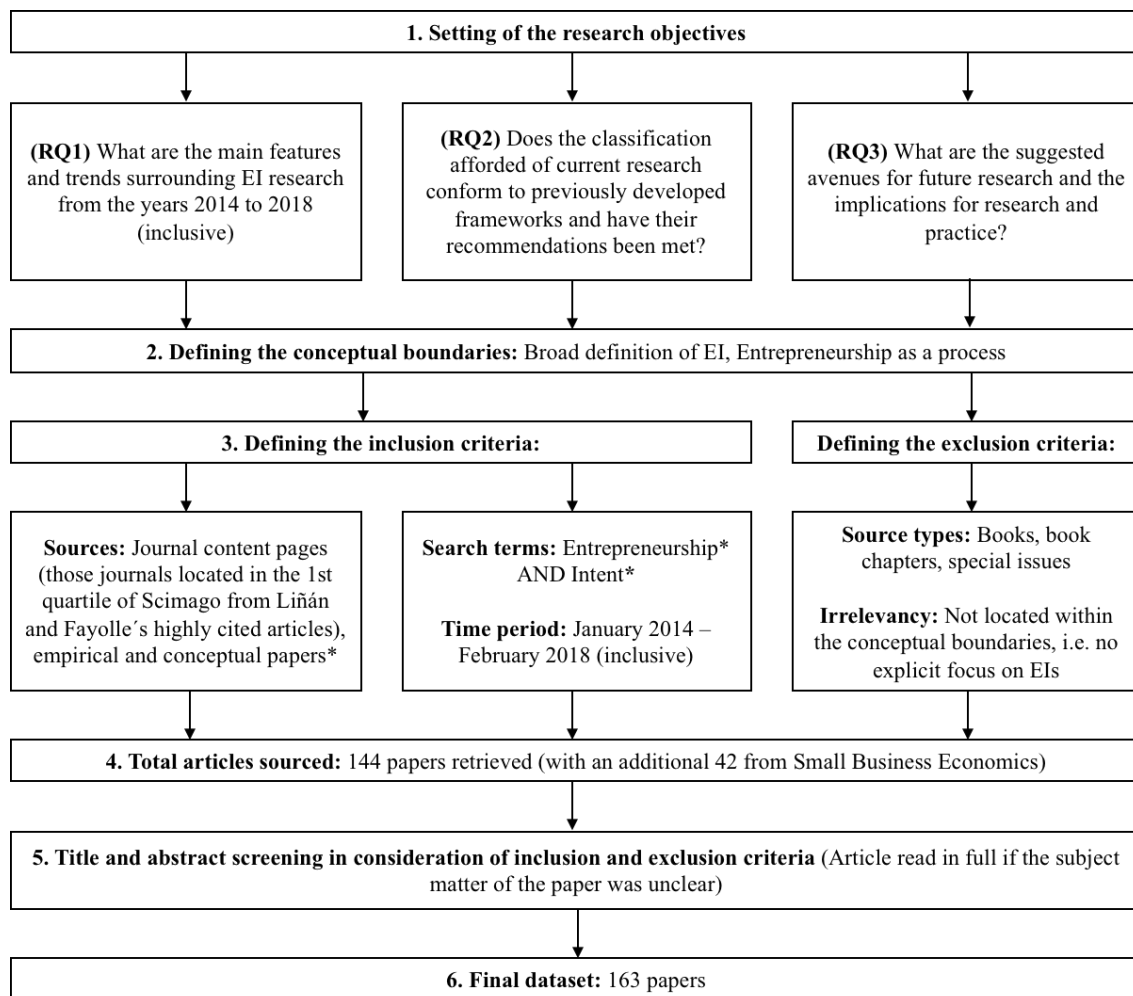 1. Setting of the research objectives
(RQ1) What are the main features
and trends surrounding EI research
from the years 2014 to 2018
(inclusive)
(RQ2) Does the classification
afforded of current research
conform to previously developed
frameworks and have their
recommendations been met?
(RQ3) What are the suggested
avenues for future research and the
implications for research and
practice?
2. Defining the conceptual boundaries: Broad definition of EI, Entrepreneurship as a process
3. Defining the inclusion criteria:
Defining the exclusion criteria:
Sources: Journal content pages
(those journals located in the 1st
quartile of Scimago from Liñán
and Fayolle´s highly cited articles),
empirical and conceptual papers*
Search terms: Entrepreneurship*
AND Intent*
Time period: January 2014 –
February 2018 (inclusive)
Source types: Books, book
chapters, special issues
Irrelevancy: Not located within
the conceptual boundaries, i.e. no
explicit focus on EIs
4. Total articles sourced: 144 papers retrieved (with an additional 42 from Small Business Economics)
5. Title and abstract screening in consideration of inclusion and exclusion criteria (Article read in full if the subject
matter of the paper was unclear)
6. Final dataset: 163 papers